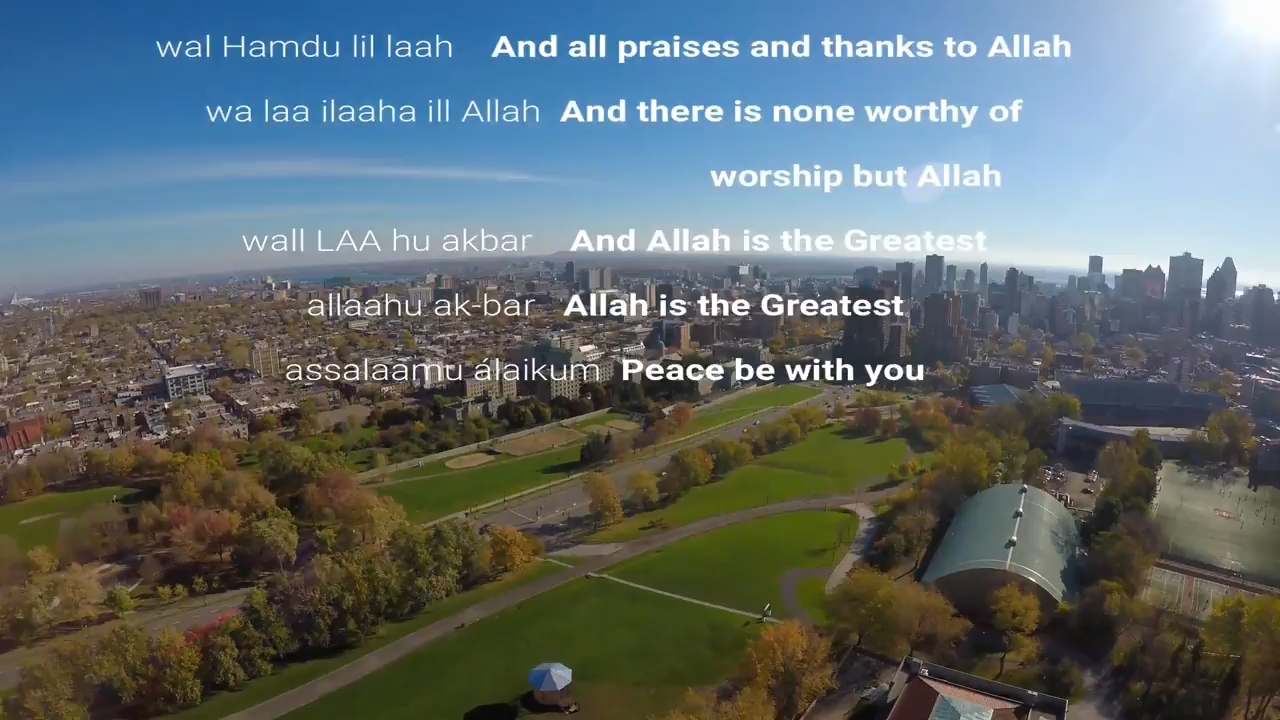 wal Hamdu lil laah And all praises and thanks to Allah
wa laa ilaaha ill Allah And there is none worthy of
worship but Allah
wall LAA hu akbar And Allah is the Greatest
allaahu ak-bar Allah is the Greatest
assalaamu álaikum Peace be with you